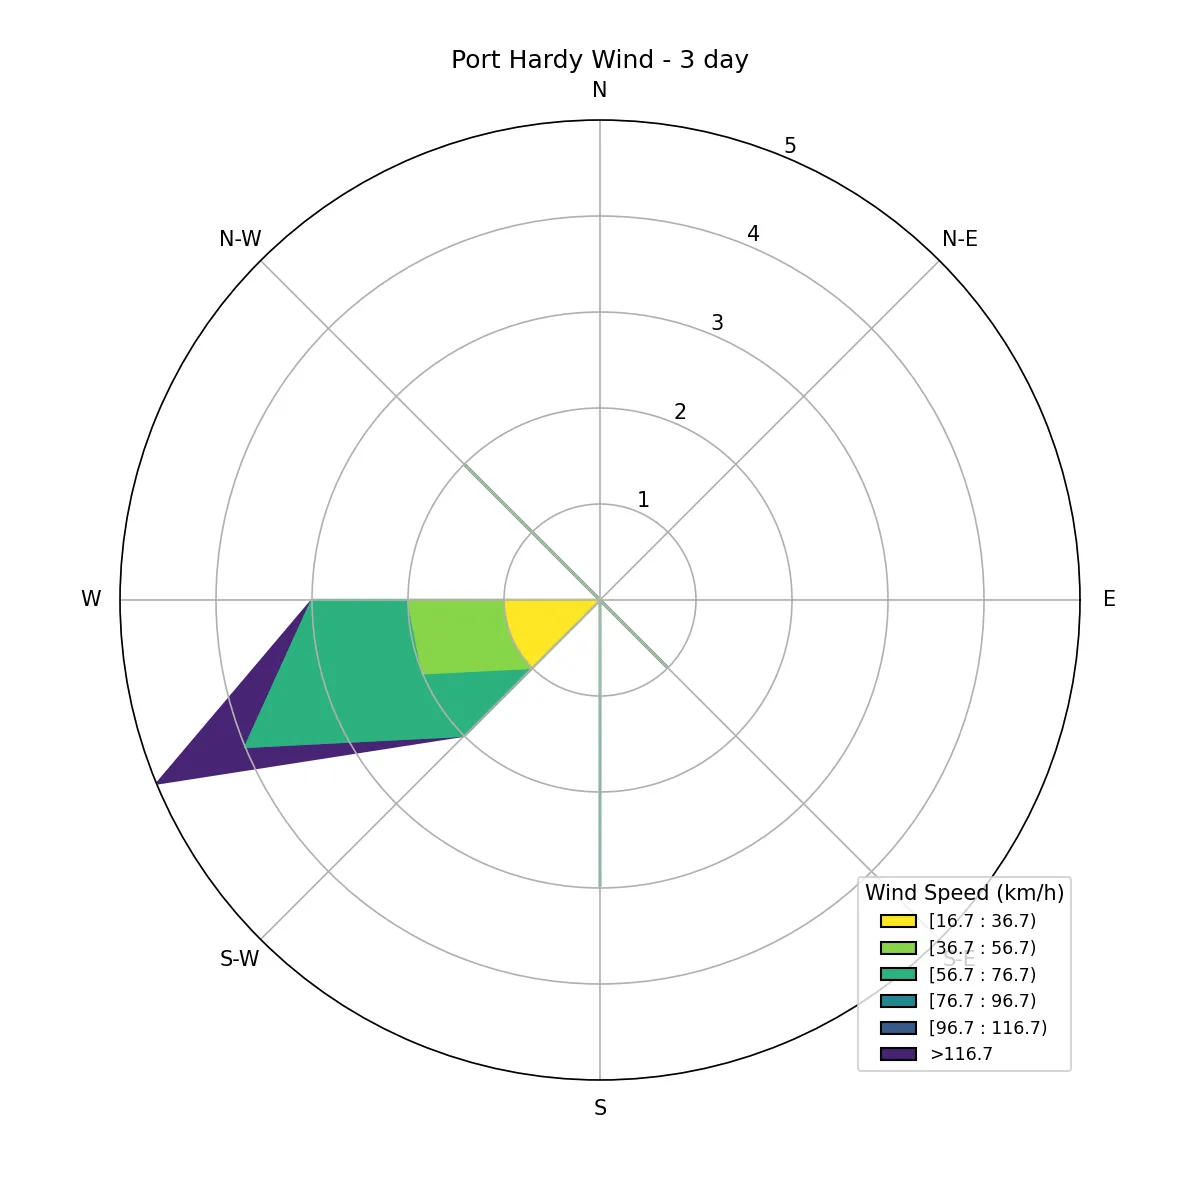 Port Hardy Wind - 3 day
N
5
N-W
4
N-E
3
2
1
W
E
S-W
S-E
S
Wind Speed (km/h)
[16.7 : 36.7)
[36.7 : 56.7)
[56.7 : 76.7)
[76.7 : 96.7)
[96.7 : 116.7)
>116.7